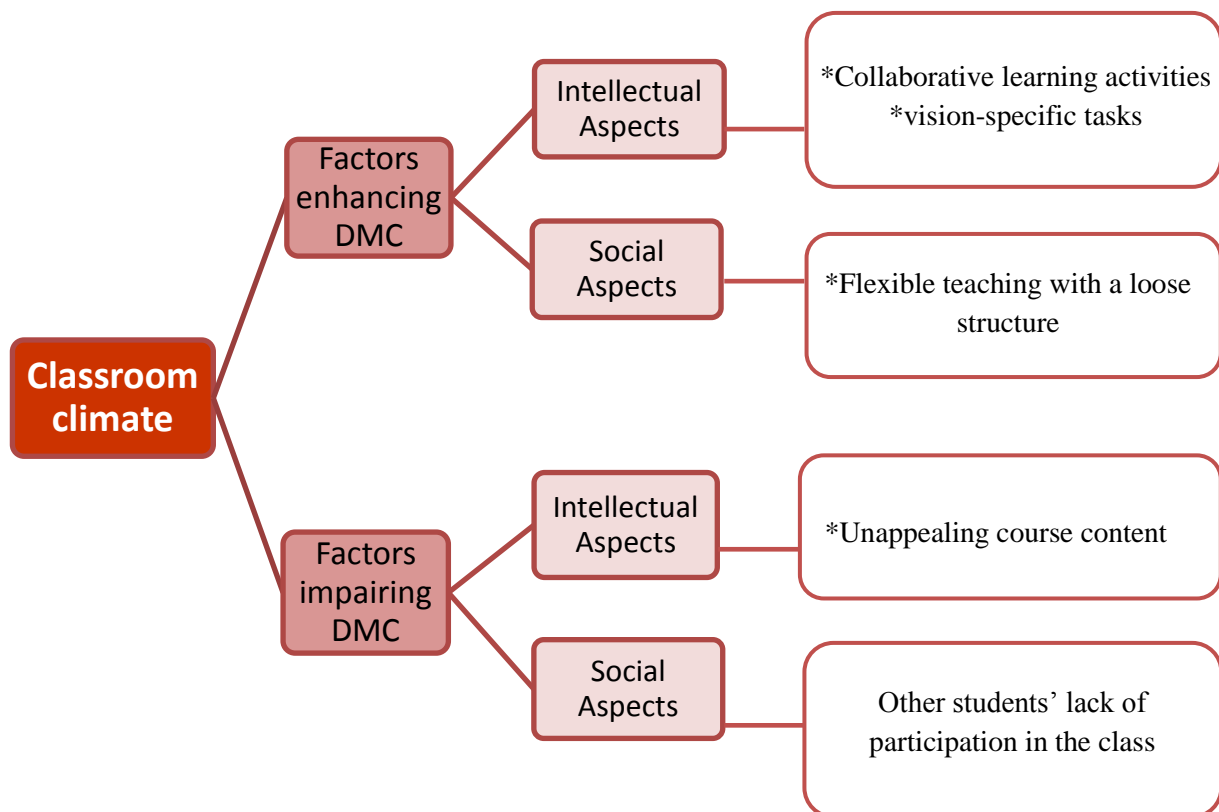 Classroom
climate
Factors
enhancing
DMC
Intellectual
Aspects
*Collaborative learning activities
*vision-specific tasks
Social
Aspects
*Flexible teaching with a loose
structure
Factors
impairing
DMC
Intellectual
Aspects
*Unappealing course content
Social
Aspects
Other students’ lack of
participation in the class